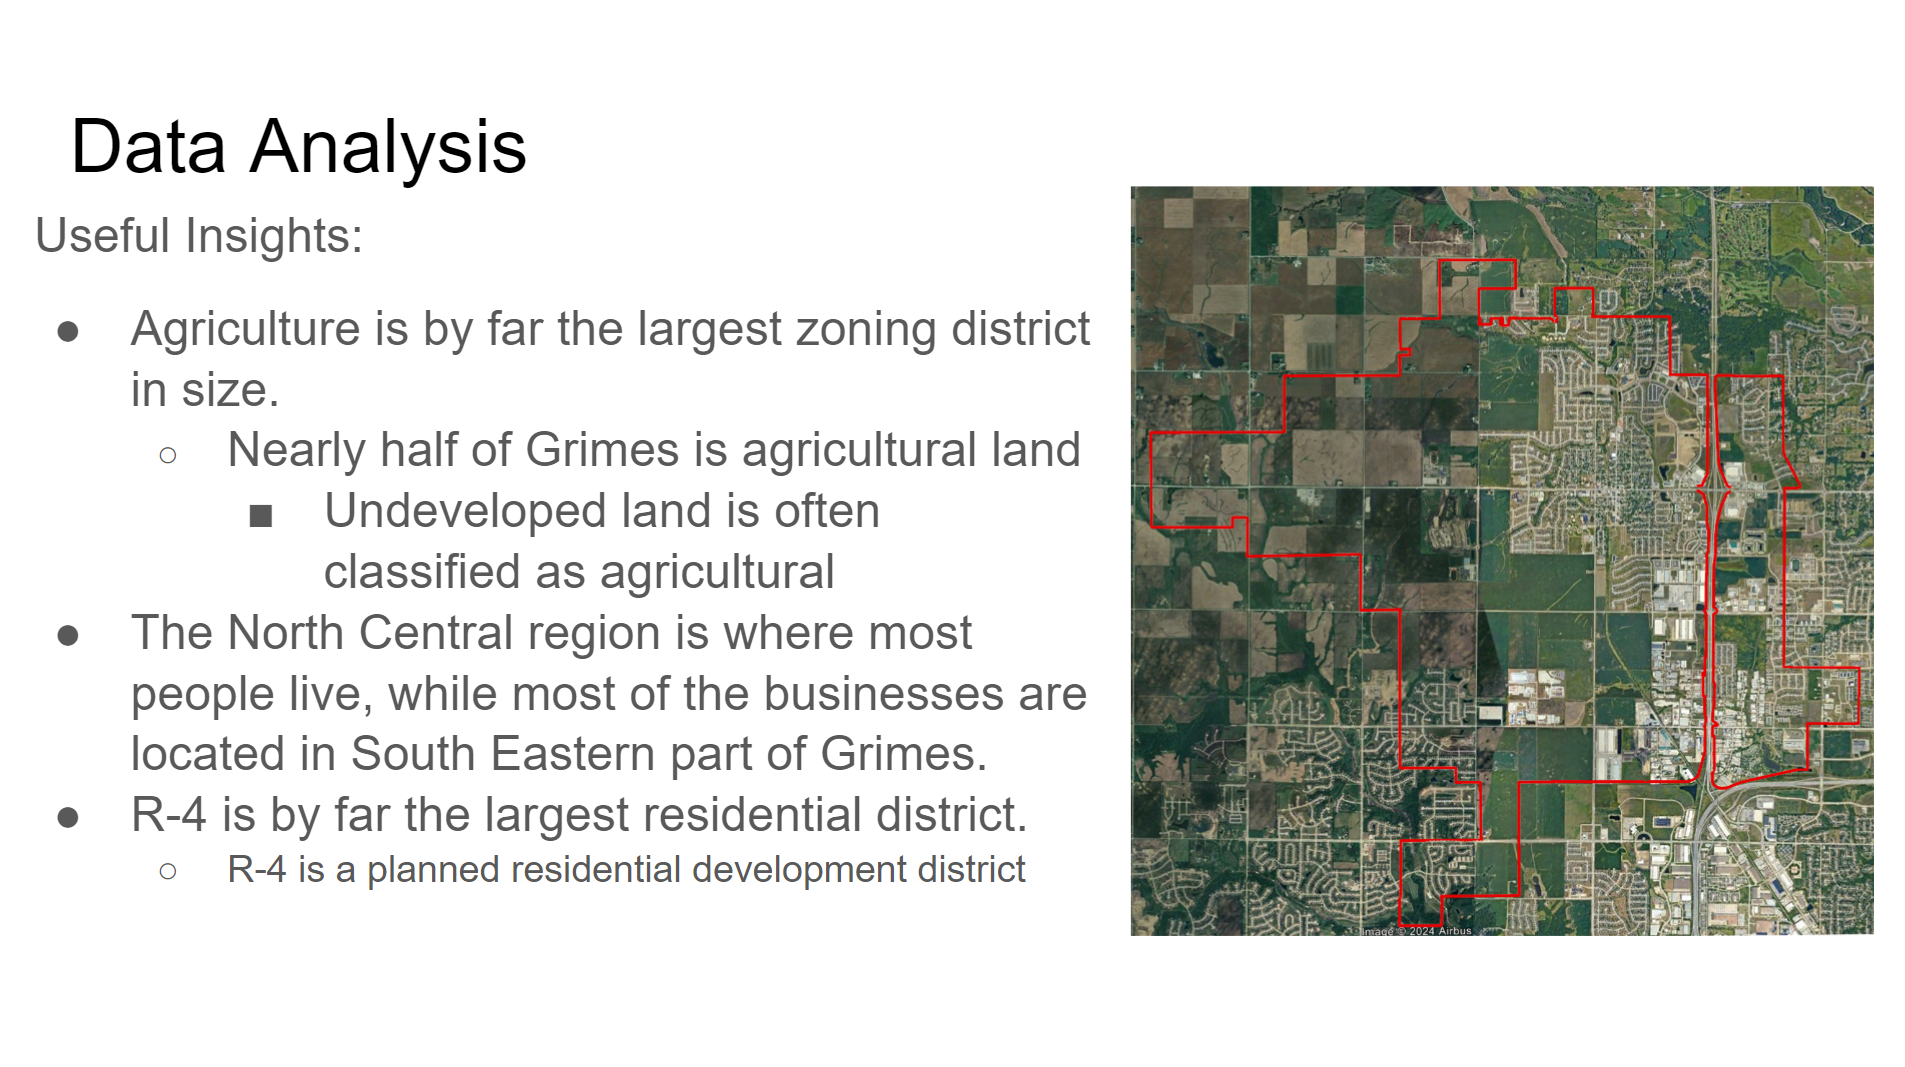 Data Analysis
Useful Insights:
● Agriculture is by far the largest zoning district
in size.
○ Nearly half of Grimes is agricultural land
■ Undeveloped land is often
classified as agricultural
● The North Central region is where most
people live, while most of the businesses are
located in South Eastern part of Grimes.
● R-4 is by far the largest residential district.
○ R-4 is a planned residential development district
Image © 2024 Airbus